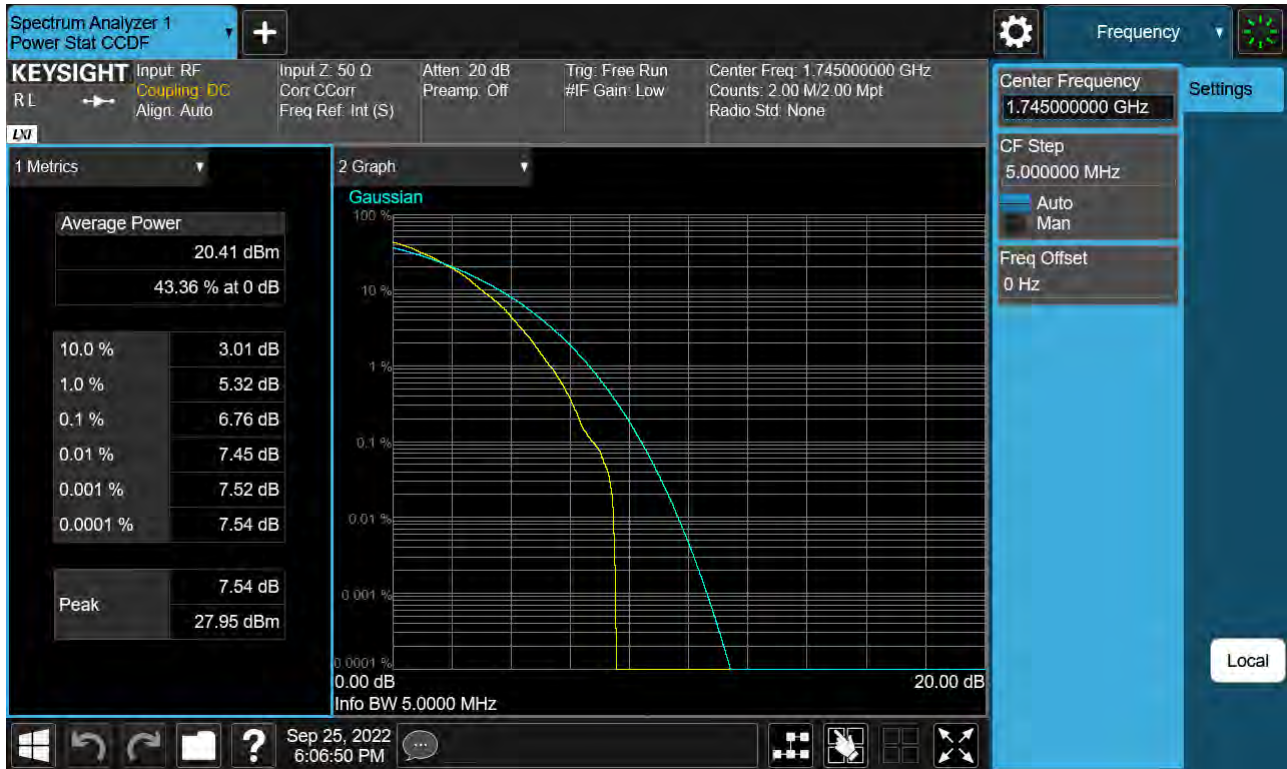 Spectrum Analyzer 1
Power Stat CCDF
+
Frequency
KEYSIGHT
RL
LXI
Input: RF
Coupling: DC
Align: Auto
Input Z: 50 Ω
Corr CCorr
Freq Ref: Int (S)
Atten: 20 dB
Preamp: Off
Trig: Free Run
#IF Gain: Low
Center Freq: 1.745000000 GHz
Counts: 2.00 M/2.00 Mpt
Radio Std: None
Center Frequency
1.745000000 GHz
Settings
CF Step
5.000000 MHz
Auto
Man
Freq Offset
0 Hz
Local
1 Metrics
Average Power
20.41 dBm
43.36 % at 0 dB
10.0 % 3.01 dB
1.0 % 5.32 dB
0.1 % 6.76 dB
0.01 % 7.45 dB
0.001 % 7.52 dB
0.0001 % 7.54 dB
Peak
7.54 dB
27.95 dBm
2 Graph
Gaussian
100 %
10 %
1 %
0.1 %
0.01 %
0.001 %
0.0001 %
0.00 dB 20.00 dB
Info BW 5.0000 MHz
?
Sep 25, 2022
6:06:50 PM